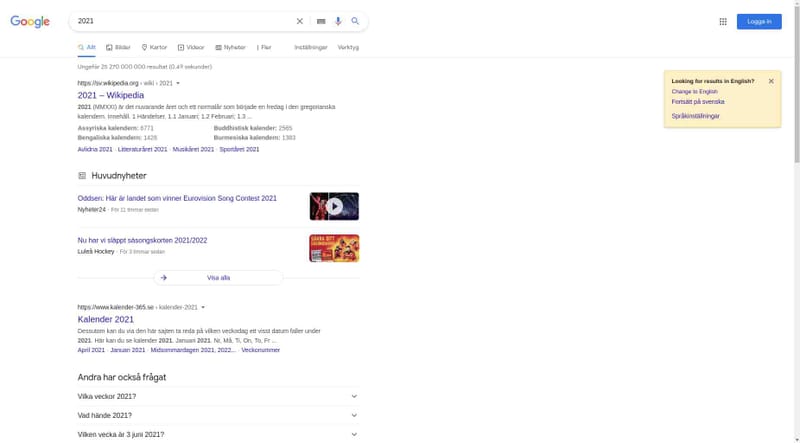 Google
2021
Logga in
Allt
Bilder
Kartor
Videor
Nyheter
Fler
Inställningar
Verktyg
Ungefär 25 270 000 000 resultat (0,49 sekunder)
https://sv.wikipedia.org › wiki › 2021
2021 – Wikipedia
2021 (MMXXI) är det nuvarande året och ett normalår som började en fredag i den gregorianska
kalendern. Innehåll. 1 Händelser. 1.1 Januari; 1.2 Februari; 1.3 ...
Assyriska kalendern: 6771
Buddhistisk kalender: 2565
Bengaliska kalendern: 1428
Burmesiska kalendern: 1383
Avlidna 2021 · Litteraturåret 2021 · Musikåret 2021 · Sportåret 2021
Looking for results in English?
Change to English
Fortsätt på svenska
Språkinställningar
Huvudnyheter
Oddsen: Här är landet som vinner Eurovision Song Contest 2021
Nyheter24 · För 11 timmar sedan
Nu har vi släppt säsongskorten 2021/2022
Luleå Hockey · För 3 timmar sedan
Visa alla
https://www.kalender-365.se › kalender-2021
Kalender 2021
Dessutom kan du via den här sajten ta reda på vilken veckodag ett visst datum faller under
2021. Här kan du se kalender 2021. Januari 2021. Nr, Må, Ti, On, To, Fr ...
April 2021 · Januari 2021 · Midsommardagen 2021, 2022... · Veckonummer
Andra har också frågat
Vilka veckor 2021?
Vad hände 2021?
Vilken vecka är 3 juni 2021?